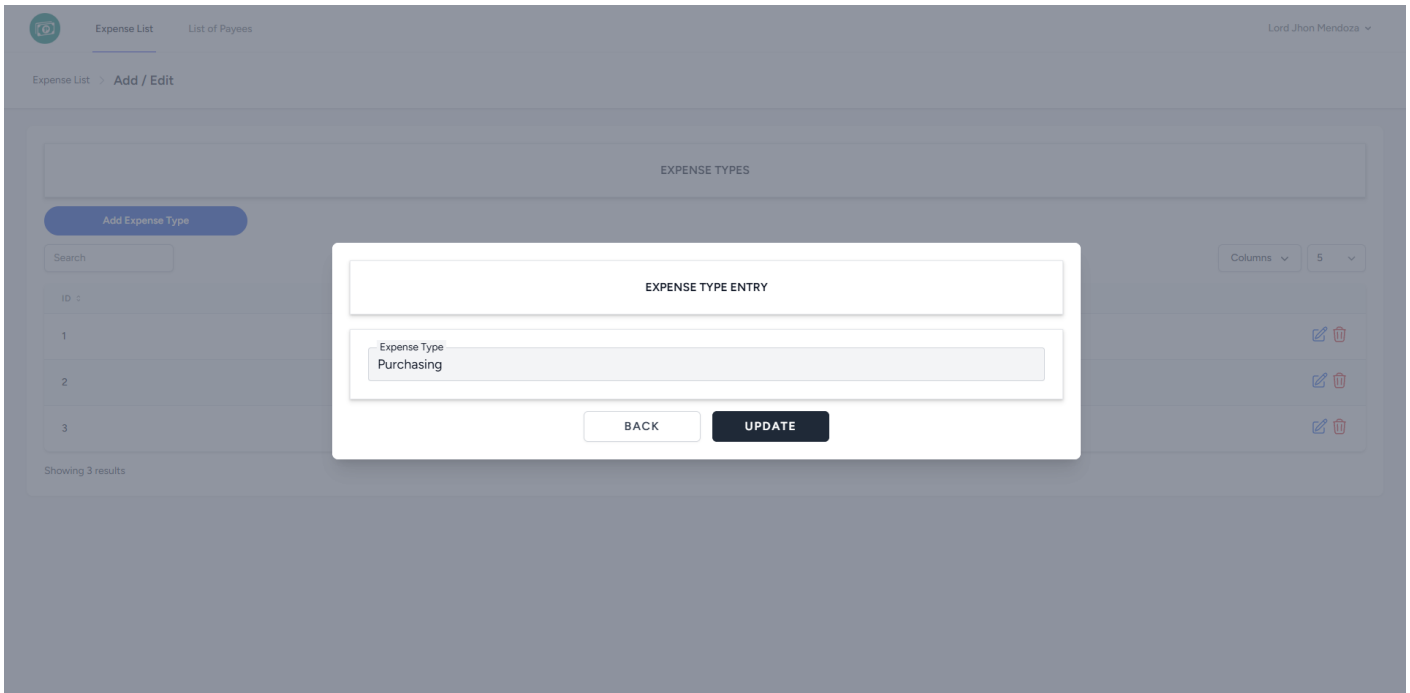 Expense List List of Payees Lord Jhon Mendoza
Expense List Add / Edit
EXPENSE TYPES
Add Expense Type
Search Columns 5
ID
EXPENSE TYPE ENTRY
1
Expense Type
Purchasing
2
BACK UPDATE
3
Showing 3 results